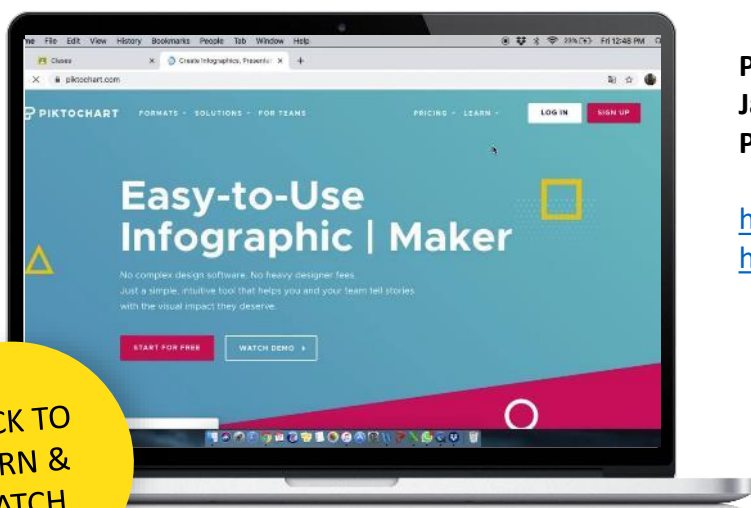 File Edit View History Bookmarks People Tab Window Help 23% Fri 12:48 PM
Classes Create Infographics, Presentat +
piktochart.com
PIKTOCHART FORMATS SOLUTIONS FOR TEAMS PRICING LEARN LOG IN SIGN UP
Easy-to-Use
Infographic | Maker
No complex design software. No heavy designer fees.
Just a simple, intuitive tool that helps you and your team tell stories
with the visual impact they deserve.
START FOR FREE WATCH DEMO
CK TO
RN &
ATCH
P
Ja
P
h
h